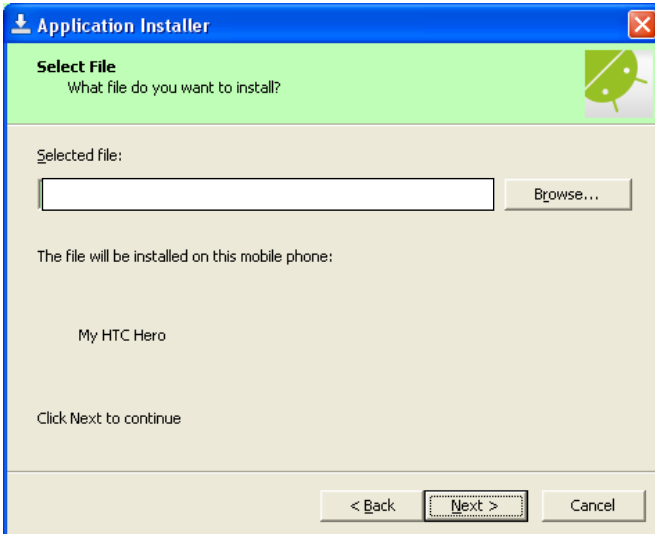 Application Installer
Select File
What file do you want to install?
Selected file:
Browse...
The file will be installed on this mobile phone:
My HTC Hero
Click Next to continue
< Back
Next >
Cancel